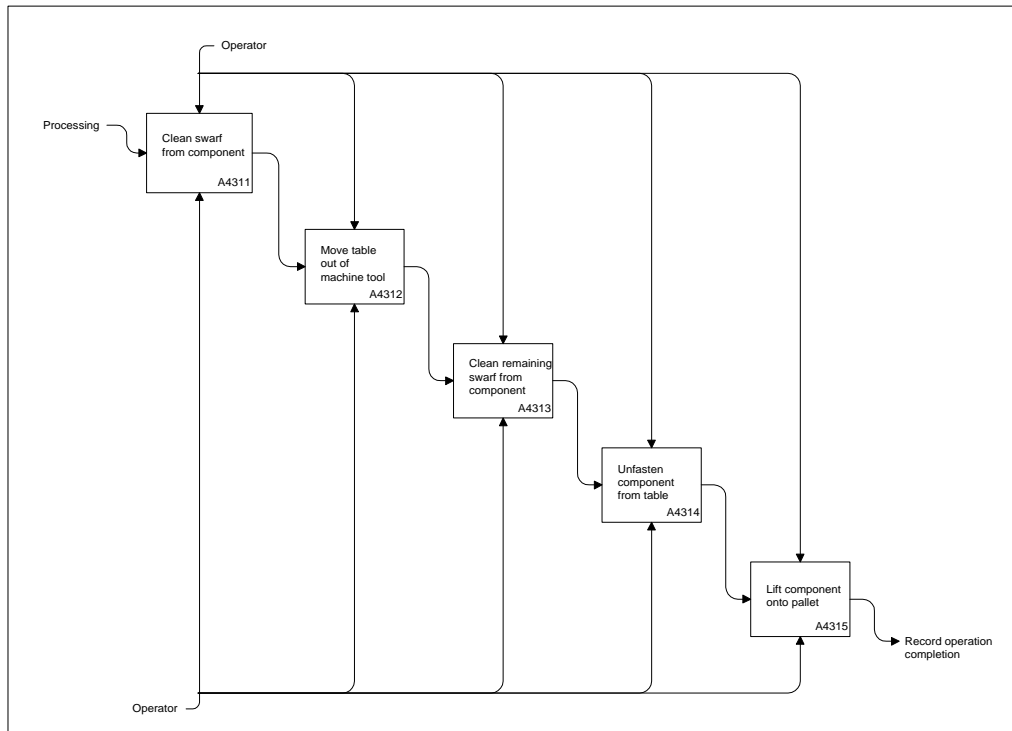 Operator
Processing
Clean swarf
from component
A4311
Move table
out of
machine tool
A4312
Clean remaining
swarf from
component
A4313
Unfasten
component
from table
A4314
Lift component
onto pallet
A4315
Record operation
completion
Operator